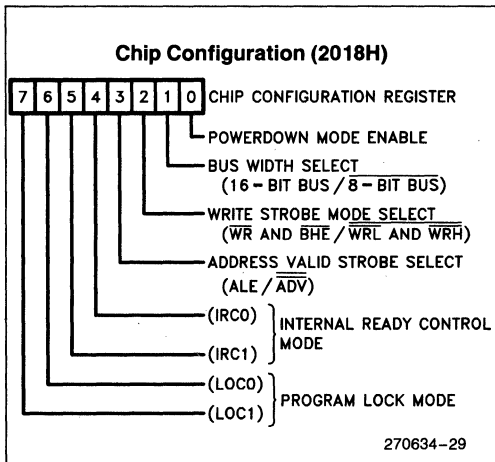 Chip Configuration (2018H)
7 6 5 4 3 2 1 0 CHIP CONFIGURATION REGISTER
POWERDOWN MODE ENABLE
BUS WIDTH SELECT
(16-BIT BUS / 8-BIT BUS)
WRITE STROBE MODE SELECT
(WR AND BHE / WRL AND WRH)
ADDRESS VALID STROBE SELECT
(ALE / ADV)
(IRC0)
INTERNAL READY CONTROL
MODE
(IRC1)
(LOC0)
PROGRAM LOCK MODE
(LOC1)
270634-29